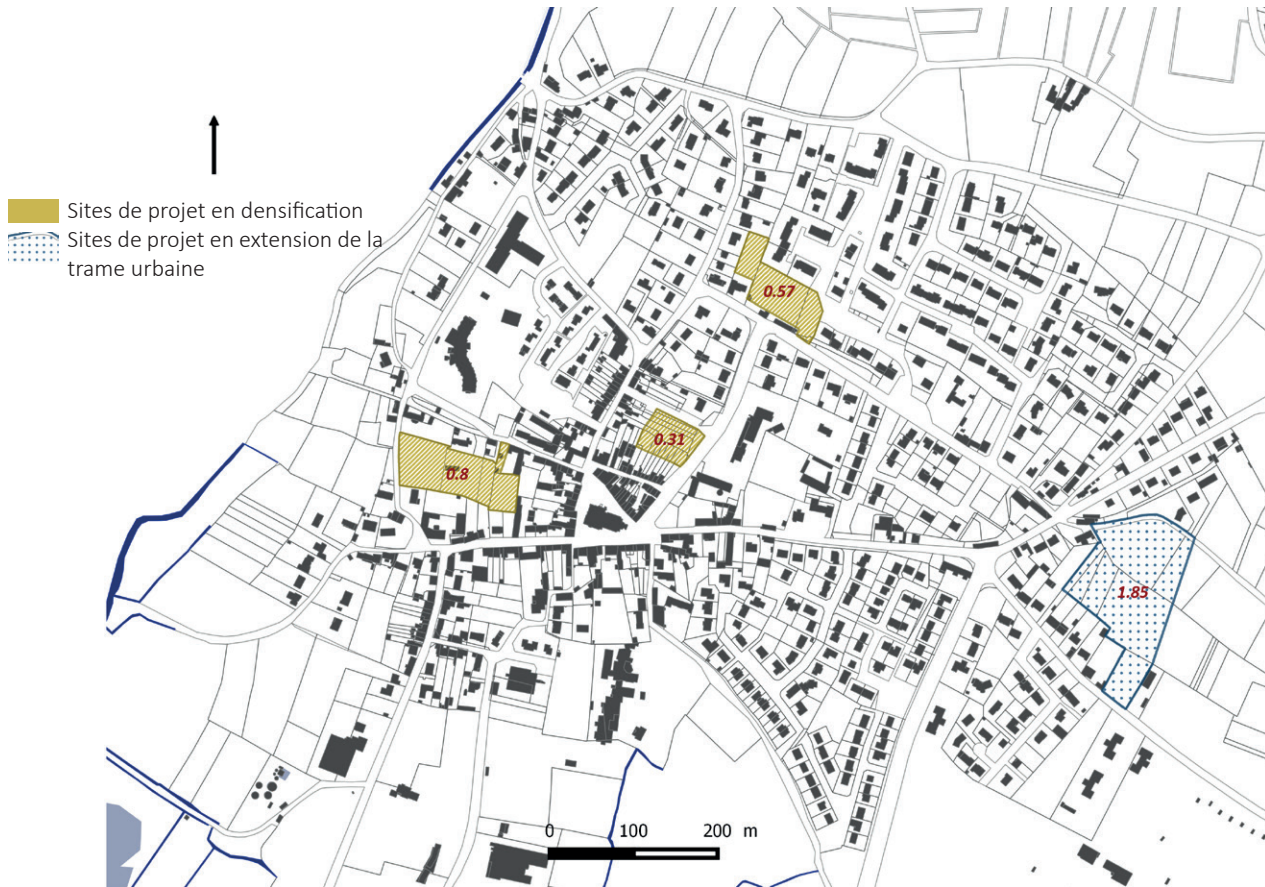 Sites de projet en densification
Sites de projet en extension de la
trame urbaine
0.57
0.31
0.8
1.85
0 100 200 m